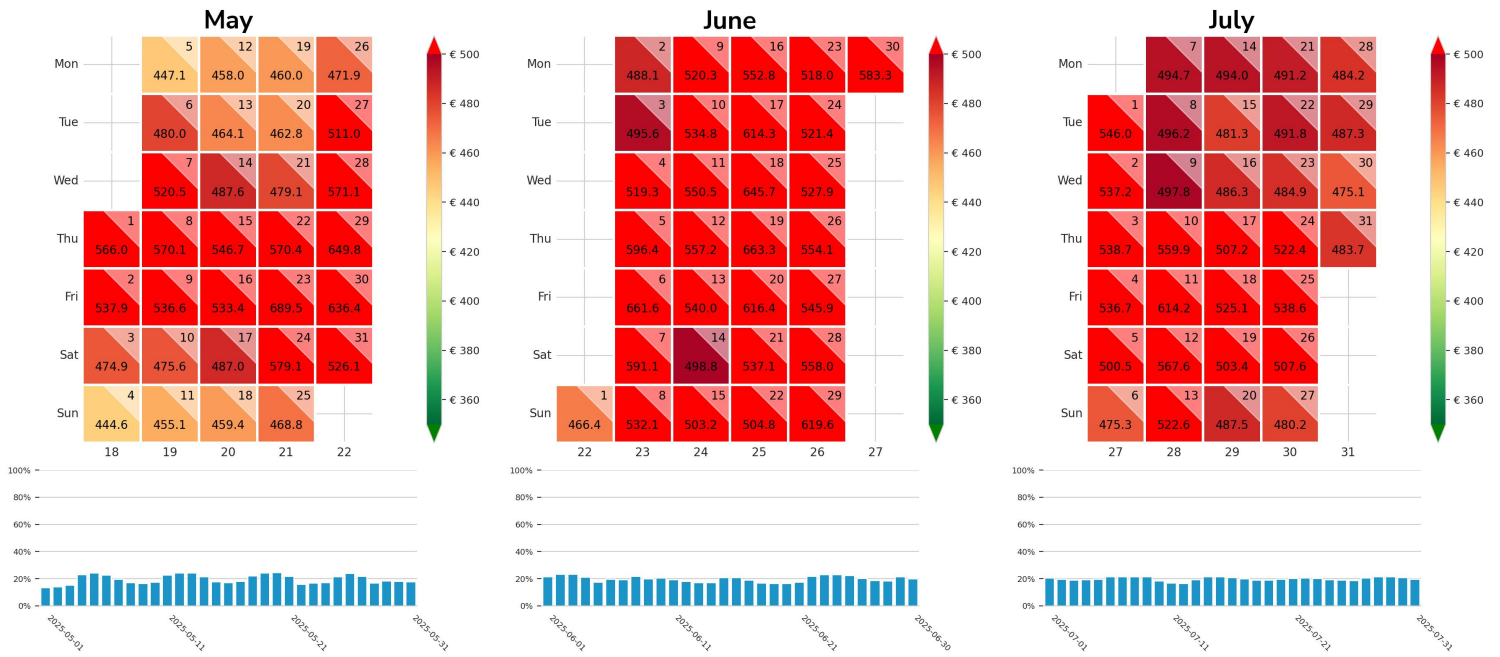 May June July
5 12 19 26 € 500 2 9 16 23 30 € 500 7 14 21 28 € 500
Mon 447.1 458.0 460.0 471.9 Mon 488.1 520.3 552.8 518.0 583.3 Mon 494.7 494.0 491.2 484.2
6 13 20 27 € 480 3 10 17 24 € 480 1 8 15 22 29 € 480
Tue 480.0 464.1 462.8 511.0 Tue 495.6 534.8 614.3 521.4 Tue 546.0 496.2 481.3 491.8 487.3
7 14 21 28 € 460 4 11 18 25 € 460 2 9 16 23 30 € 460
Wed 520.5 487.6 479.1 571.1 Wed 519.3 550.5 645.7 527.9 Wed 537.2 497.8 486.3 484.9 475.1
€ 440 € 440 € 440
1 8 15 22 29 5 12 19 26 3 10 17 24 31
Thu 566.0 570.1 546.7 570.4 649.8 € 420 Thu 596.4 557.2 663.3 554.1 € 420 Thu 538.7 559.9 507.2 522.4 483.7 € 420
2 9 16 23 30 6 13 20 27 4 11 18 25
Fri 537.9 536.6 533.4 689.5 636.4 € 400 Fri 661.6 540.0 616.4 545.9 € 400 Fri 536.7 614.2 525.1 538.6 € 400
3 10 17 24 31 € 380 7 14 21 28 € 380 5 12 19 26 € 380
Sat 474.9 475.6 487.0 579.1 526.1 Sat 591.1 498.8 537.1 558.0 Sat 500.5 567.6 503.4 507.6
4 11 18 25 € 360 1 8 15 22 29 € 360 6 13 20 27 € 360
Sun 444.6 455.1 459.4 468.8 Sun 466.4 532.1 503.2 504.8 619.6 Sun 475.3 522.6 487.5 480.2
18 19 20 21 22 22 23 24 25 26 27 27 28 29 30 31
100% 100% 100%
80% 80% 80%
60% 60% 60%
40% 40% 40%
20% 20% 20%
0% 0% 0%
2025-05-01 2025-05-11 2025-05-21 2025-05-31 2025-06-01 2025-06-11 2025-06-21 2025-06-30 2025-07-01 2025-07-11 2025-07-21 2025-07-31